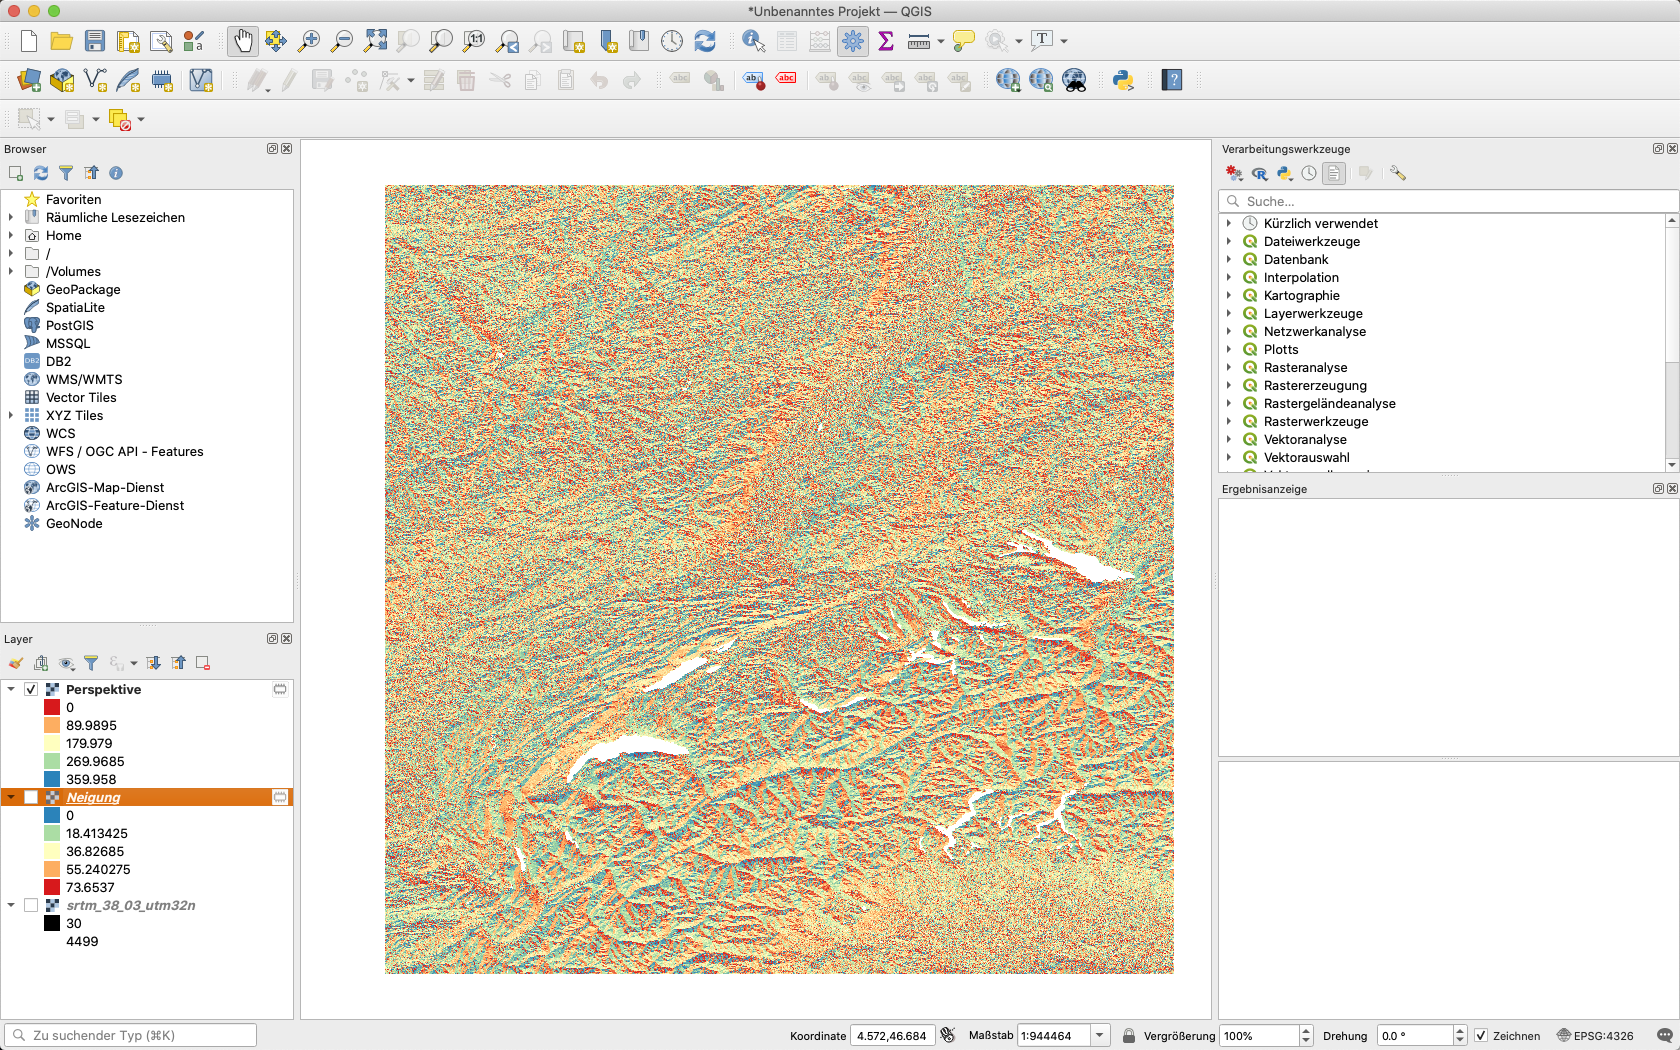 *Unbenanntes Projekt — QGIS
Browser
Favoriten
Räumliche Lesezeichen
Home
/
/Volumes
GeoPackage
SpatiaLite
PostGIS
MSSQL
DB2
WMS/WMTS
Vector Tiles
XYZ Tiles
WCS
WFS / OGC API - Features
OWS
ArcGIS-Map-Dienst
ArcGIS-Feature-Dienst
GeoNode
Layer
Perspektive
0
89.9895
179.979
269.9685
359.958
Neigung
0
18.413425
36.82685
55.240275
73.6537
srtm_38_03_utm32n
30
4499
Verarbeitungswerkzeuge
Suche...
Kürzlich verwendet
Dateiwerkzeuge
Datenbank
Interpolation
Kartographie
Layerwerkzeuge
Netzwerkanalyse
Plotts
Rasteranalyse
Rastererzeugung
Rastergeländeanalyse
Rasterwerkzeuge
Vektoranalyse
Vektorauswahl
Ergebnisanzeige
Zu suchender Typ (⌘K)
Koordinate 4.572,46.684 Maßstab 1:944464 Vergrößerung 100% Drehung 0.0 ° Zeichnen EPSG:4326